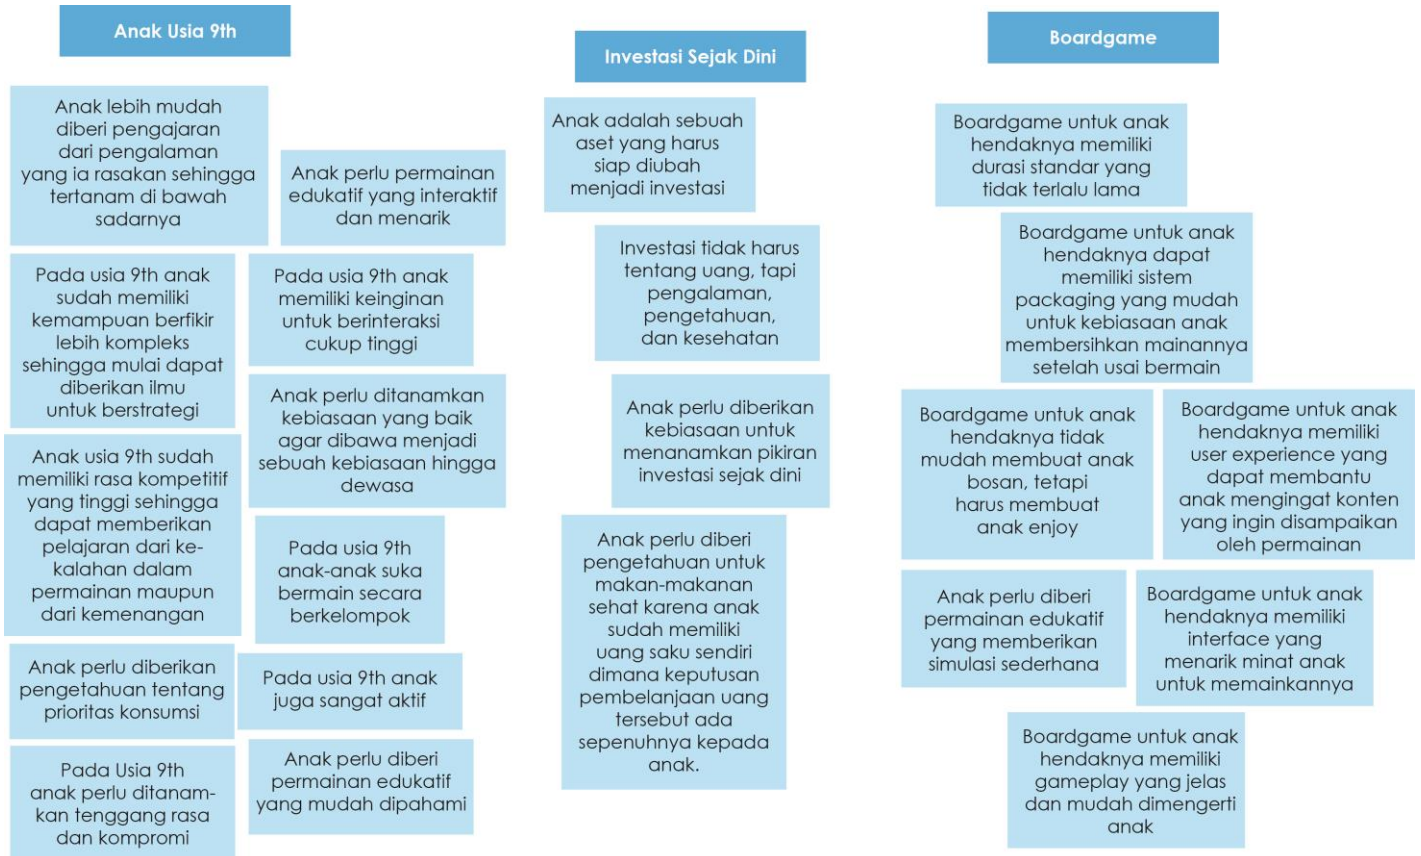 Anak Usia 9th
Anak lebih mudah
diberi pengajaran
dari pengalaman
yang ia rasakan sehingga
tertanam di bawah
sadarnya
Anak perlu permainan
edukatif yang interaktif
dan menarik
Pada usia 9th anak
sudah memiliki
kemampuan berfikir
lebih kompleks
sehingga mulai dapat
diberikan ilmu
untuk berstrategi
Pada usia 9th anak
memiliki keinginan
untuk berinteraksi
cukup tinggi
Anak perlu ditanamkan
kebiasaan yang baik
agar dibawa menjadi
sebuah kebiasaan hingga
dewasa
Anak usia 9th sudah
memiliki rasa kompetitif
yang tinggi sehingga
dapat memberikan
pelajaran dari ke-
kalahan dalam
permainan maupun
dari kemenangan
Pada usia 9th
anak-anak suka
bermain secara
berkelompok
Anak perlu diberikan
pengetahuan tentang
prioritas konsumsi
Pada usia 9th anak
juga sangat aktif
Pada Usia 9th
anak perlu ditanam-
kan tenggang rasa
dan kompromi
Anak perlu diberi
permainan edukatif
yang mudah dipahami
Investasi Sejak Dini
Anak adalah sebuah
aset yang harus
siap diubah
menjadi investasi
Investasi tidak harus
tentang uang, tapi
pengalaman,
pengetahuan,
dan kesehatan
Anak perlu diberikan
kebiasaan untuk
menanamkan pikiran
investasi sejak dini
Anak perlu diberi
pengetahuan untuk
makan-makanan
sehat karena anak
sudah memiliki
uang saku sendiri
dimana keputusan
pembelanjaan uang
tersebut ada
sepenuhnya kepada
anak.
Boardgame
Boardgame untuk anak
hendaknya memiliki
durasi standar yang
tidak terlalu lama
Boardgame untuk anak
hendaknya dapat
memiliki sistem
packaging yang mudah
untuk kebiasaan anak
membersihkan mainannya
setelah usai bermain
Boardgame untuk anak
hendaknya tidak
mudah membuat anak
bosan, tetapi
harus membuat
anak enjoy
Boardgame untuk anak
hendaknya memiliki
user experience yang
dapat membantu
anak mengingat konten
yang ingin disampaikan
oleh permainan
Anak perlu diberi
permainan edukatif
yang memberikan
simulasi sederhana
Boardgame untuk anak
hendaknya memiliki
interface yang
menarik minat anak
untuk memainkannya
Boardgame untuk anak
hendaknya memiliki
gameplay yang jelas
dan mudah dimengerti
anak